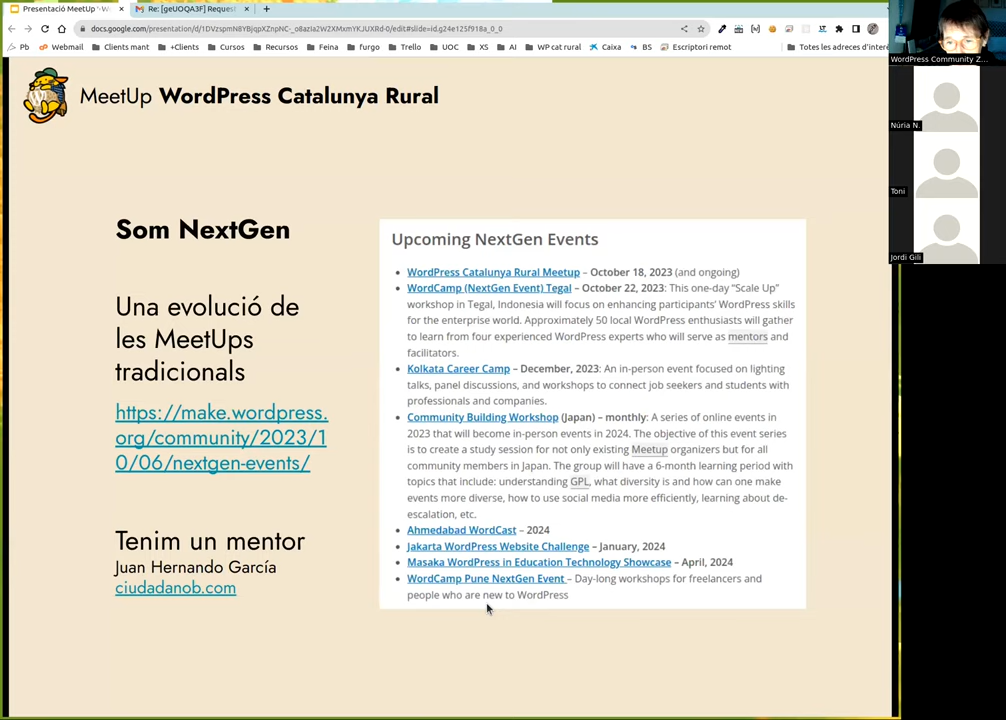 Presentació MeetUp "W
Re: [geUOQA3F] Reques
docs.google.com/presentation/d/1DVzspmN8YBjqpXZnpNC-_o8azIa2W2XMxmYKJUXRd-0/edit#slide=id.g24e125f918a_0_0
Pb Webmail Clients mant +Clients Cursos Recursos Feina furgo Trello UOC XS AI WP cat rural Caixa BS Escriptori remot Totes les adreces d'interè
WordPress Community Z...
Núria N.
Toni
Jordi Gili
MeetUp WordPress Catalunya Rural
Som NextGen
Una evolució de
les MeetUps
tradicionals
https://make.wordpress.
org/community/2023/1
0/06/nextgen-events/
Tenim un mentor
Juan Hernando García
ciudadanob.com
Upcoming NextGen Events
• WordPress Catalunya Rural Meetup – October 18, 2023 (and ongoing)
• WordCamp (NextGen Event) Tegal – October 22, 2023: This one-day “Scale Up”
workshop in Tegal, Indonesia will focus on enhancing participants’ WordPress skills
for the enterprise world. Approximately 50 local WordPress enthusiasts will gather
to learn from four experienced WordPress experts who will serve as mentors and
facilitators.
• Kolkata Career Camp – December, 2023: An in-person event focused on lighting
talks, panel discussions, and workshops to connect job seekers and students with
professionals and companies.
• Community Building Workshop (Japan) – monthly: A series of online events in
2023 that will become in-person events in 2024. The objective of this event series
is to create a study session for not only existing Meetup organizers but for all
community members in Japan. The group will have a 6-month learning period with
topics that include: understanding GPL, what diversity is and how can one make
events more diverse, how to use social media more efficiently, learning about de-
escalation, etc.
• Ahmedabad WordCast – 2024
• Jakarta WordPress Website Challenge – January, 2024
• Masaka WordPress in Education Technology Showcase – April, 2024
• WordCamp Pune NextGen Event – Day-long workshops for freelancers and
people who are new to WordPress